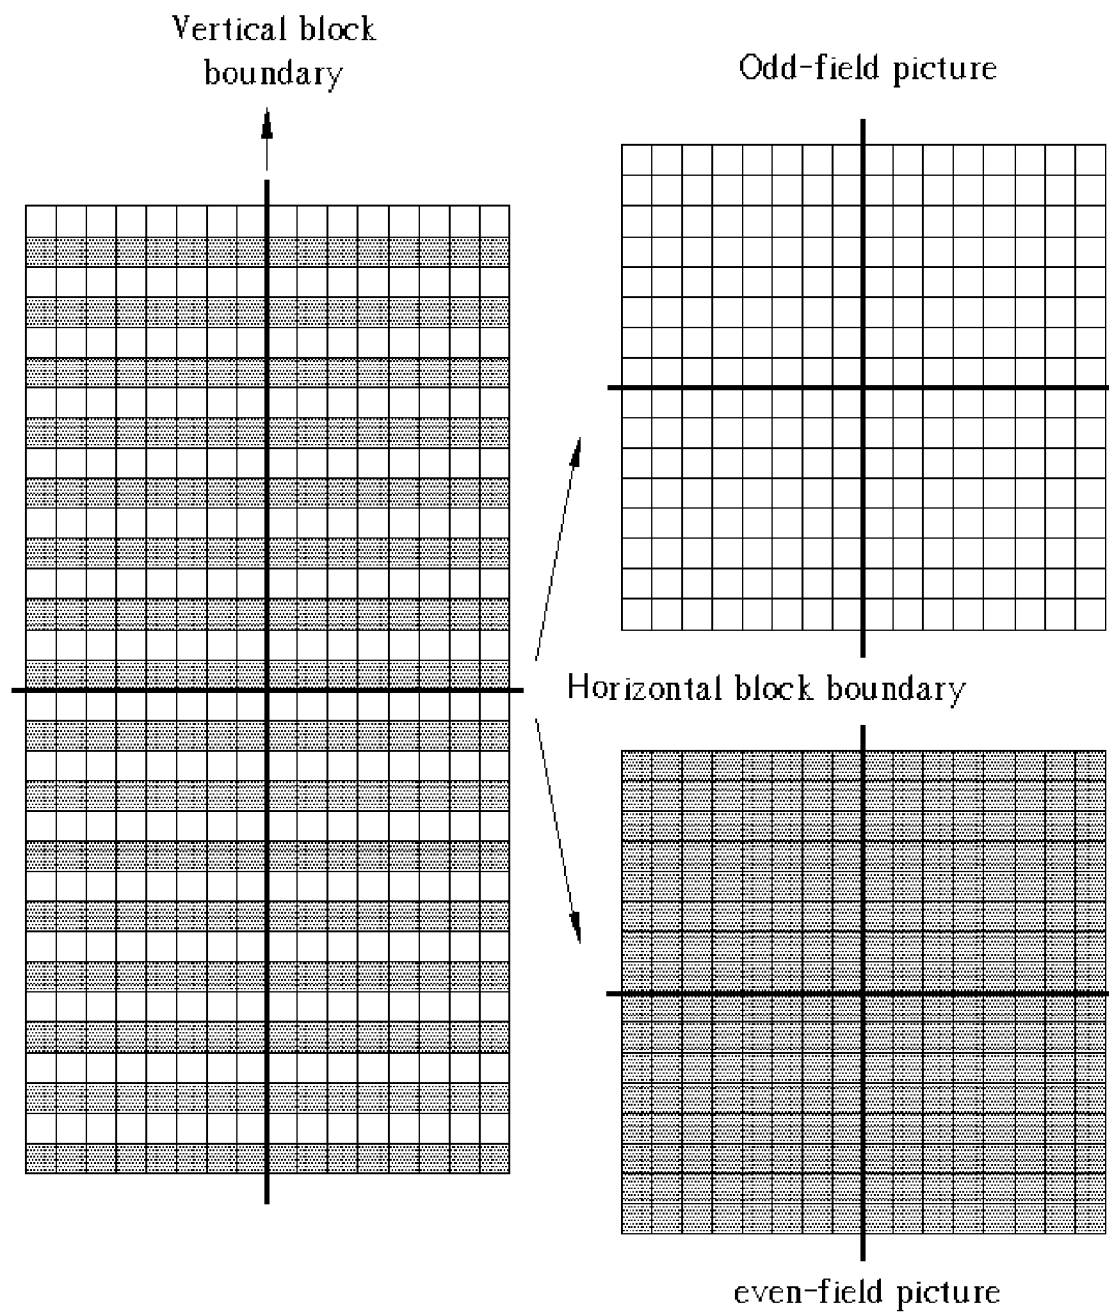 Vertical block
boundary
Odd-field picture
Horizontal block boundary
even-field picture